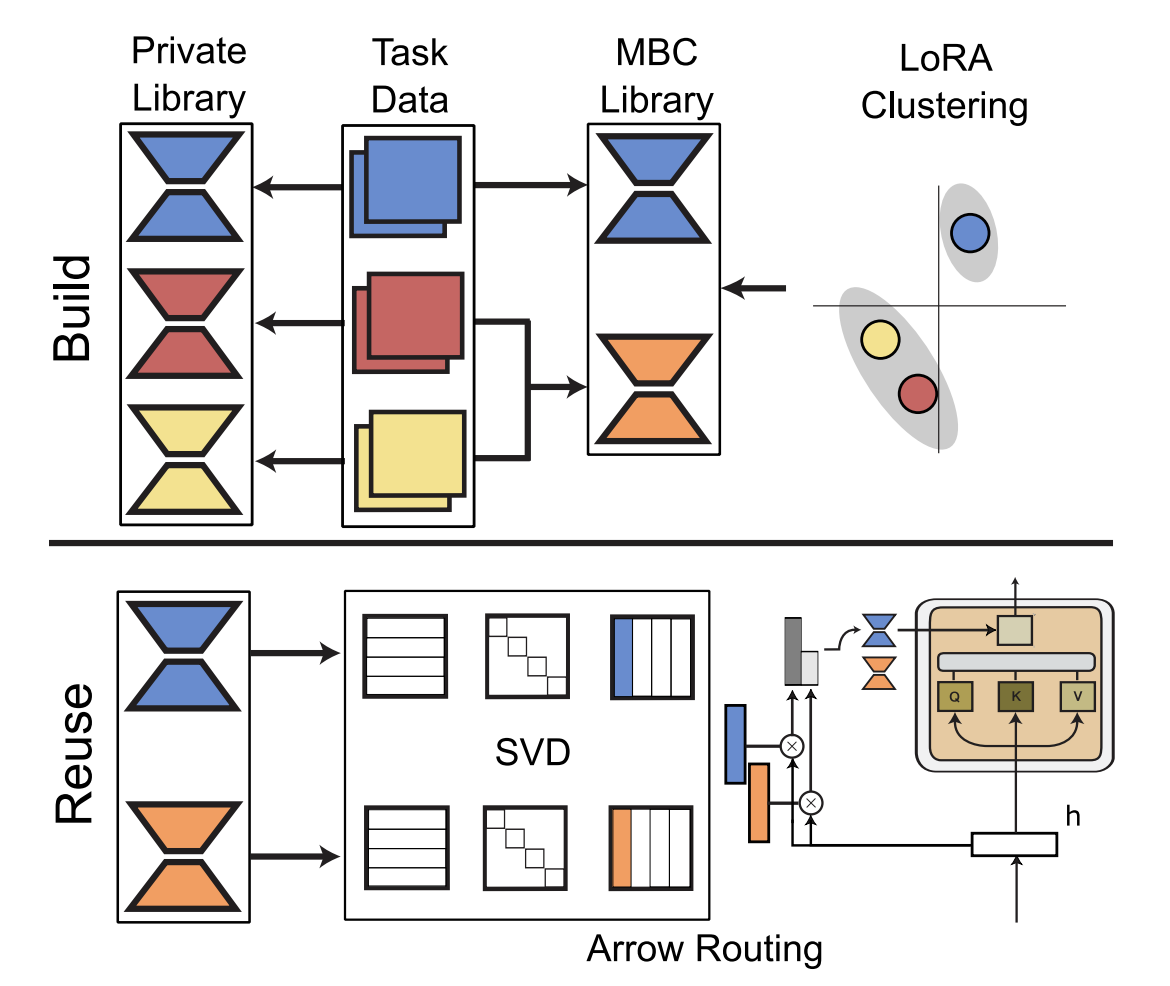 Private
Library
Task
Data
MBC
Library
LoRA
Clustering
Build
Reuse
SVD
Q
K
V
h
Arrow Routing